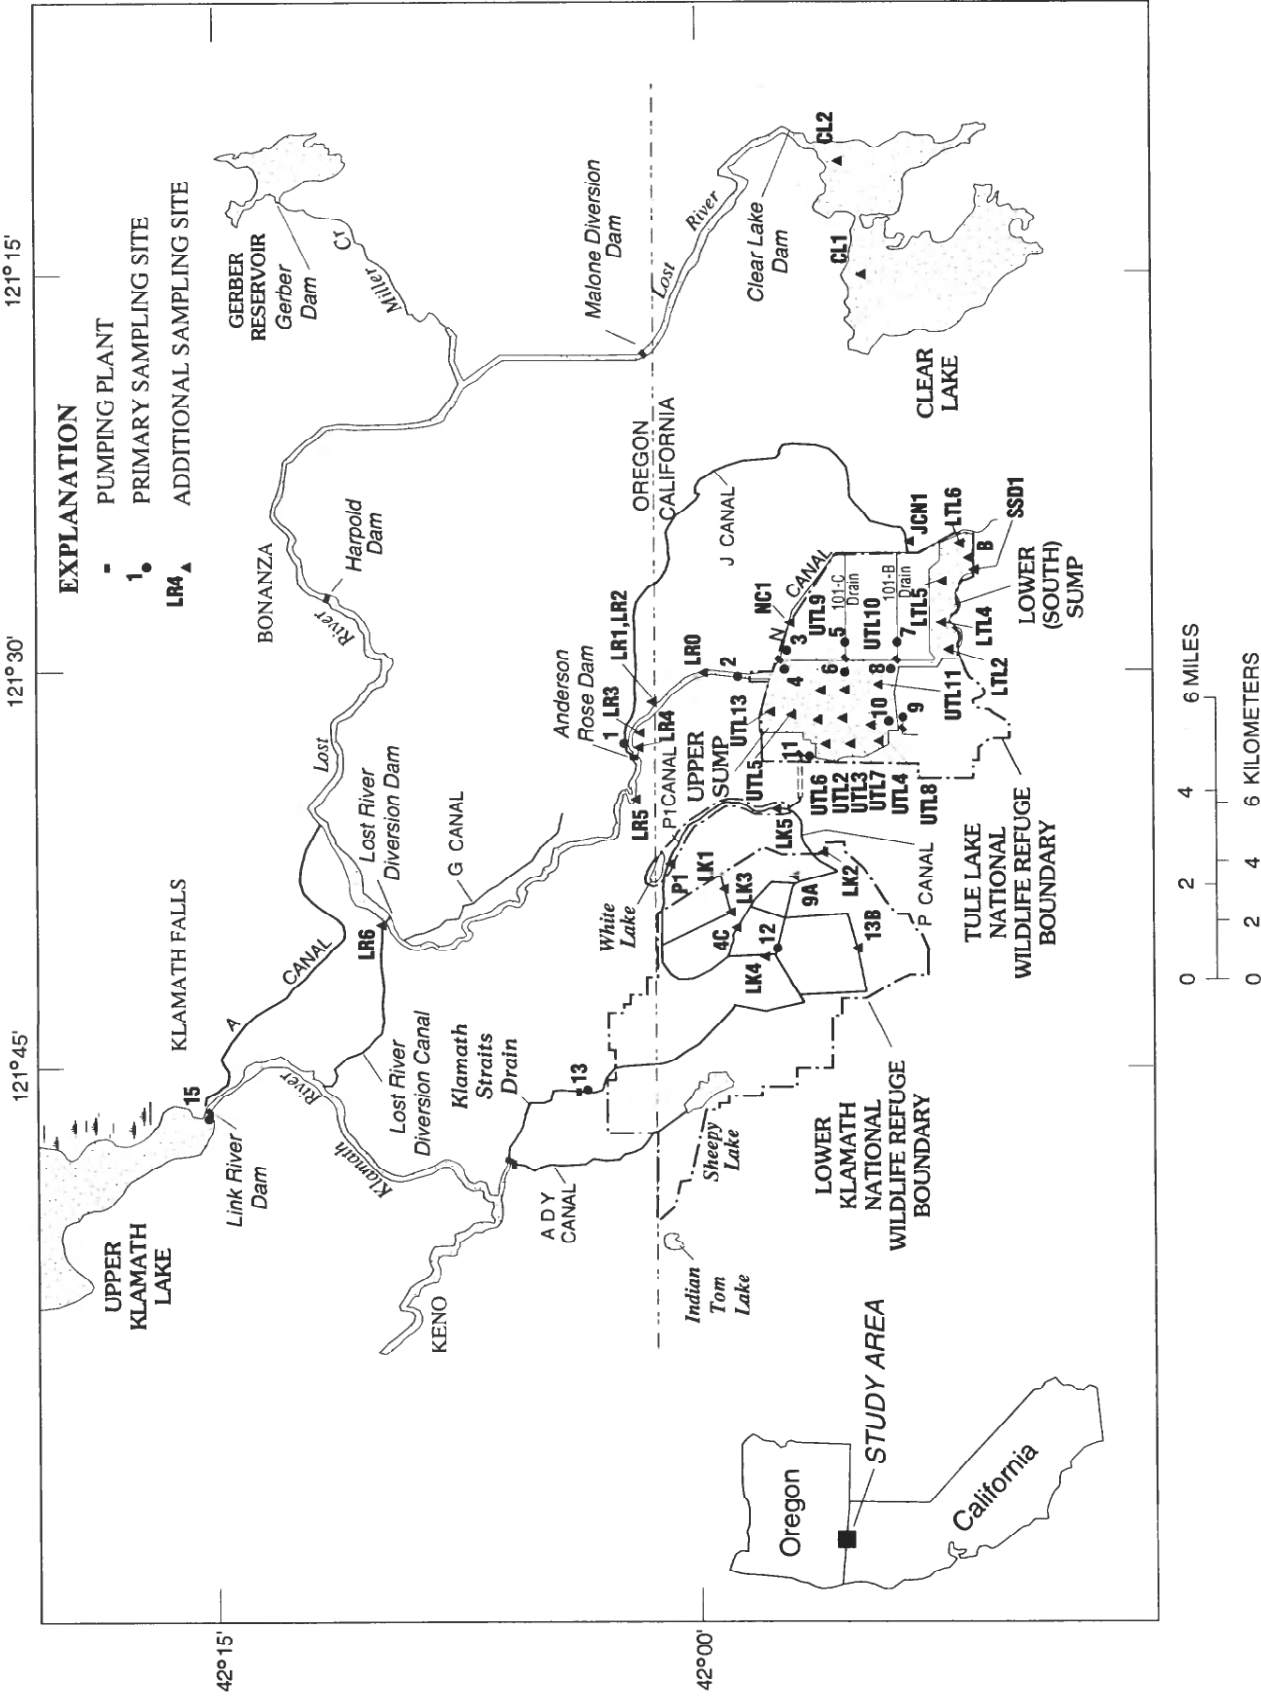 121°45'
121°30'
121°15'
42°15'
42°00'
EXPLANATION
PUMPING PLANT
1 PRIMARY SAMPLING SITE
LR4 ADDITIONAL SAMPLING SITE
UPPER
KLAMATH
LAKE
15
KLAMATH FALLS
Link River
Dam
A
CANAL
River
Klamath
Lost River
Diversion Canal
KENO
ADY
CANAL
Klamath
Straits
Drain
13
LR6
Lost River
Diversion Dam
G CANAL
Lost
River
BONANZA
Harpold
Dam
GERBER
RESERVOIR
Gerber
Dam
Miller
Cr
Malone Diversion
Dam
Lost
River
Clear Lake
Dam
CL2
CL1
CLEAR
LAKE
OREGON
CALIFORNIA
J CANAL
Anderson
Rose Dam
1
LR3
LR1,LR2
LR4
LR5
LR0
2
P1CANAL
White
Lake
P1
UPPER
SUMP
UTL13
UTL5
NC1
N
CANAL
3
4
UTL9
101-C
Drain
5
6
UTL10
101-B
Drain
7
8
JCN1
LTL5
LTL6
B
SSD1
LTL4
LTL2
LOWER
(SOUTH)
SUMP
UTL11
10
9
11
UTL6
UTL2
UTL3
UTL7
UTL4
UTL8
LK1
LK3
LK5
LK2
9A
4C
12
LK4
13B
P CANAL
TULE LAKE
NATIONAL
WILDLIFE REFUGE
BOUNDARY
LOWER
KLAMATH
NATIONAL
WILDLIFE REFUGE
BOUNDARY
Sheepy
Lake
Indian
Tom
Lake
Oregon
California
STUDY AREA
0 2 4 6 MILES
0 2 4 6 KILOMETERS